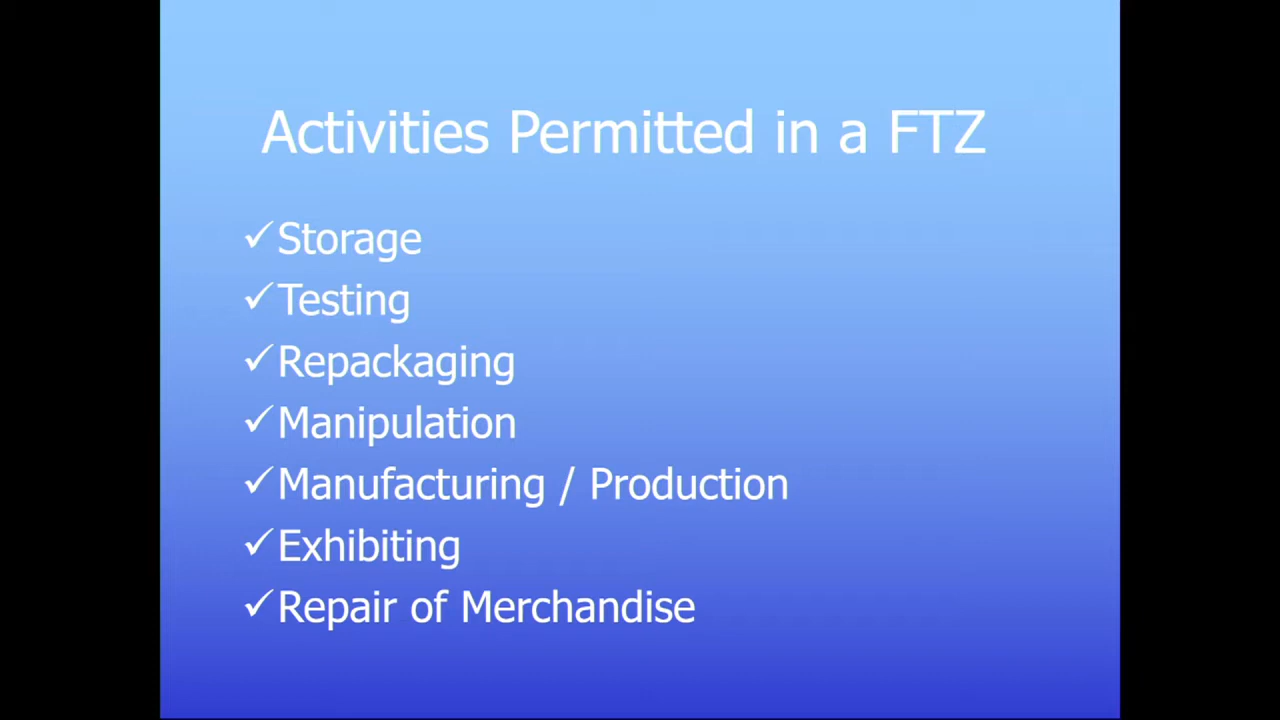 Activities Permitted in a FTZ
✓Storage
✓Testing
✓Repackaging
✓Manipulation
✓Manufacturing / Production
✓Exhibiting
✓Repair of Merchandise